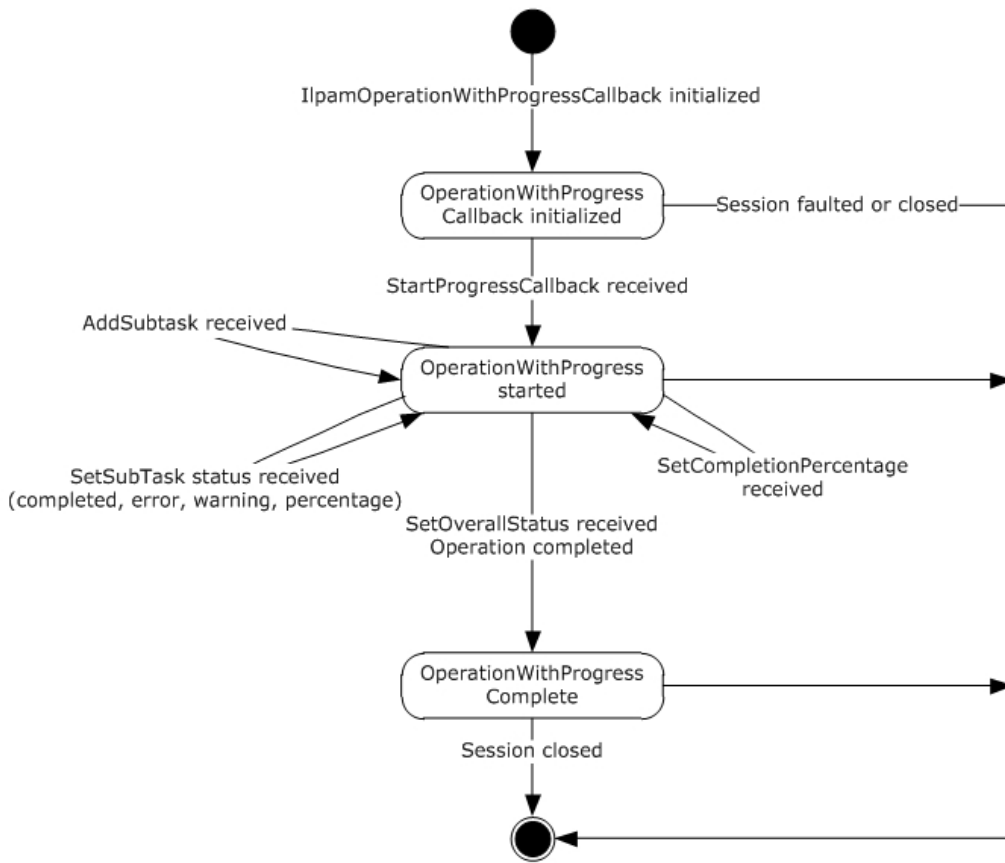 IIpamOperationWithProgressCallback initialized
OperationWithProgress
Callback initialized
Session faulted or closed
StartProgressCallback received
AddSubtask received
OperationWithProgress
started
SetSubTask status received
(completed, error, warning, percentage)
SetCompletionPercentage
received
SetOverallStatus received
Operation completed
OperationWithProgress
Complete
Session closed